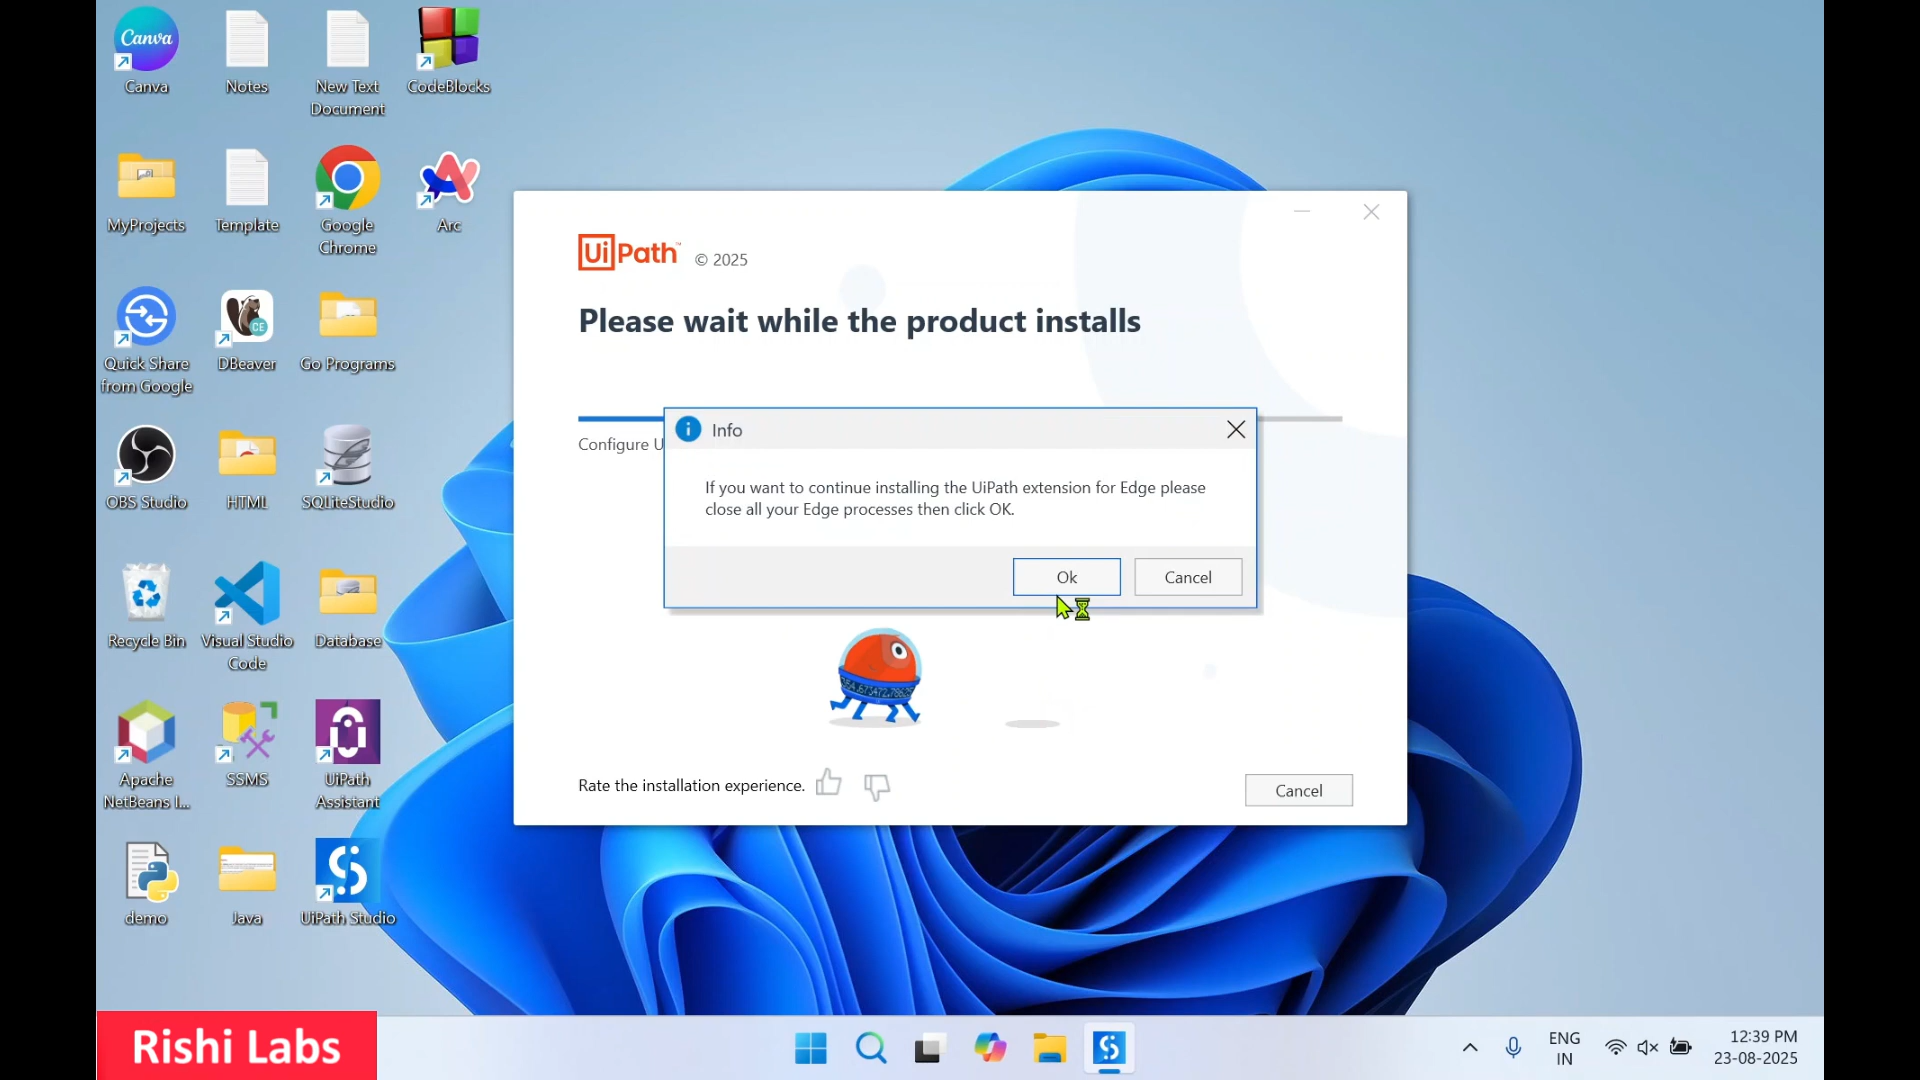 Canva
Notes
New Text
Document
CodeBlocks
MyProjects
Template
Google
Chrome
Arc
Quick Share
from Google
DBeaver
CE
Go Programs
OBS Studio
HTML
SQLiteStudio
Recycle Bin
Visual Studio
Code
Database
Apache
NetBeans I...
SSMS
UiPath
Assistant
demo
Java
UiPath Studio
UiPath™ © 2025
Please wait while the product installs
Configure U
Info
If you want to continue installing the UiPath extension for Edge please
close all your Edge processes then click OK.
Ok
Cancel
Rate the installation experience.
Cancel
Rishi Labs
ENG
IN
12:39 PM
23-08-2025